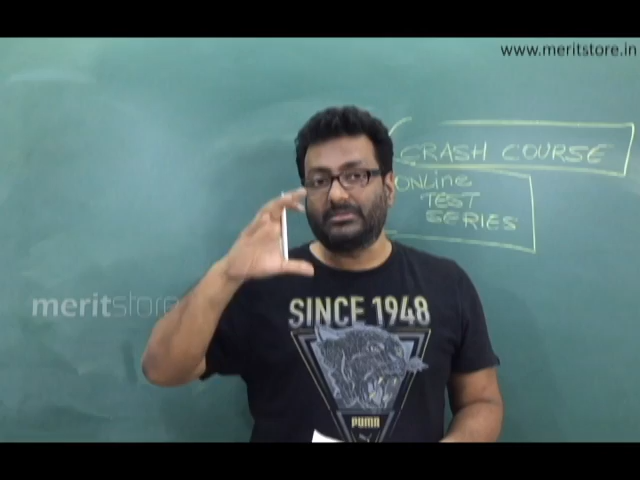 www.meritstore.in
CRASH COURSE
ONLine
TEST
SERIES
meritstore
SINCE 1948
PUMA